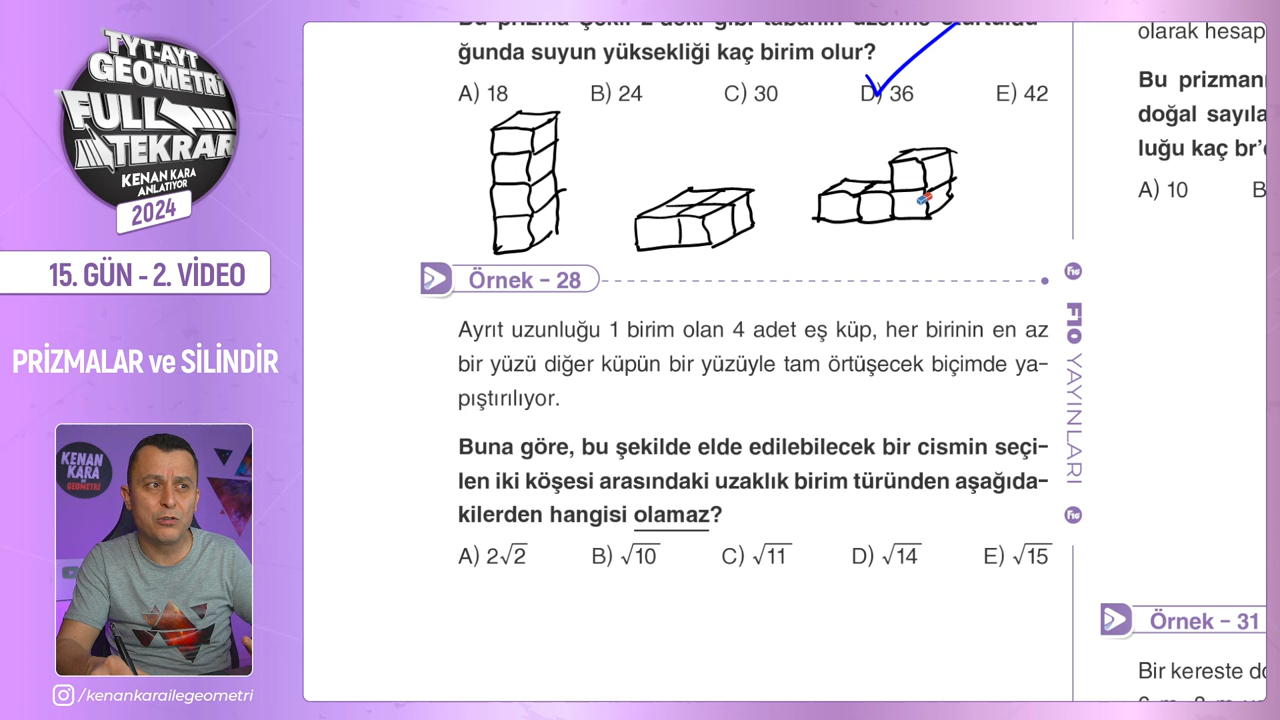 TYT-AYT
GEOMETRİ
FULL
TEKRAR
KENAN KARA
ANLATIYOR
2024
15. GÜN - 2. VİDEO
PRİZMALAR ve SİLİNDİR
KENAN
KARA
GEOMETRİ
/kenankarailegeometri
ğunda suyun yüksekliği kaç birim olur?
A) 18 B) 24 C) 30 D) 36 E) 42
Örnek - 28
Ayrıt uzunluğu 1 birim olan 4 adet eş küp, her birinin en az
bir yüzü diğer küpün bir yüzüyle tam örtüşecek biçimde ya-
pıştırılıyor.
Buna göre, bu şekilde elde edilebilecek bir cismin seçi-
len iki köşesi arasındaki uzaklık birim türünden aşağıda-
kilerden hangisi olamaz?
A) 2√2 B) √10 C) √11 D) √14 E) √15
F10
F10 YAYINLARI
F10
olarak hesap
Bu prizman
doğal sayıla
luğu kaç br'
A) 10 B
Örnek - 31
Bir kereste